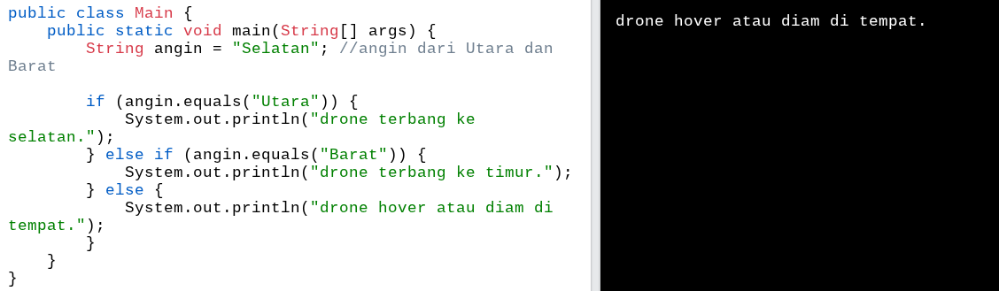 public class Main {
    public static void main(String[] args) {
        String angin = "Selatan"; //angin dari Utara dan
Barat

        if (angin.equals("Utara")) {
            System.out.println("drone terbang ke
selatan.");
        } else if (angin.equals("Barat")) {
            System.out.println("drone terbang ke timur.");
        } else {
            System.out.println("drone hover atau diam di
tempat.");
        }
    }
}
drone hover atau diam di tempat.